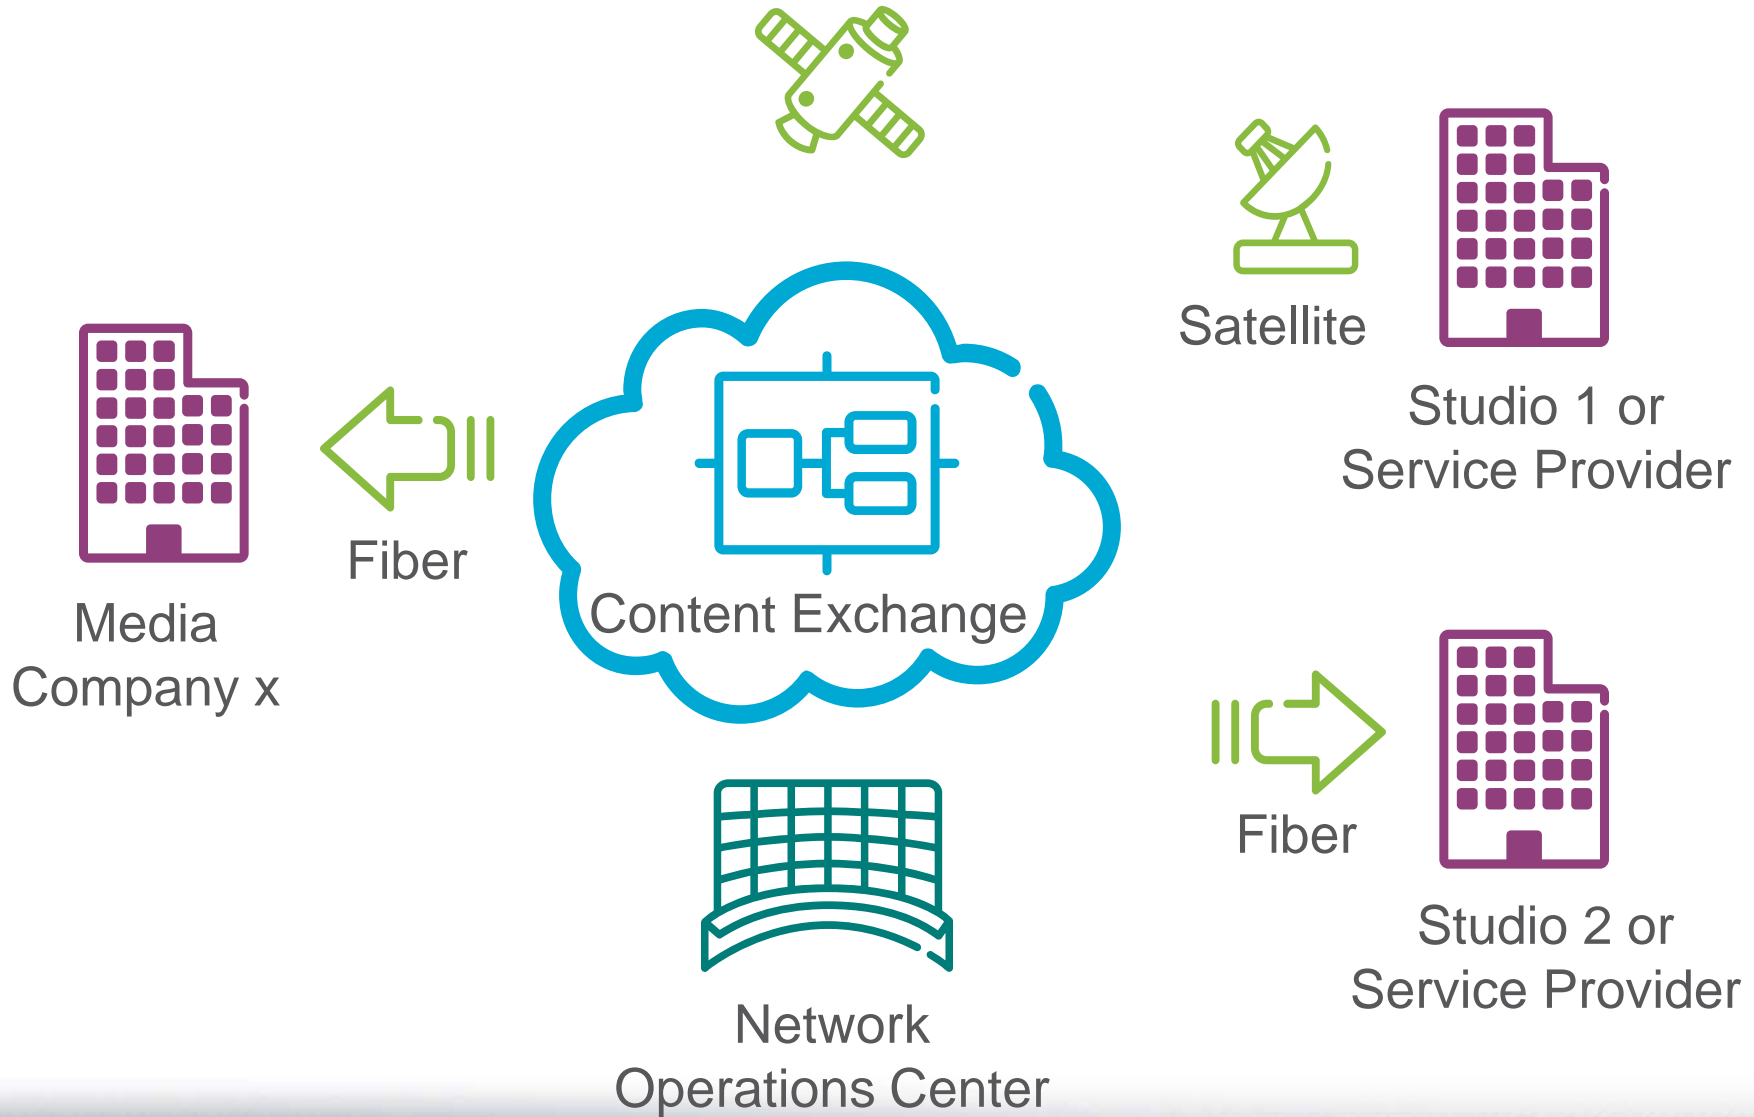 Satellite
Studio 1 or
Service Provider
Fiber
Media
Company x
Content Exchange
Fiber
Studio 2 or
Service Provider
Network
Operations Center